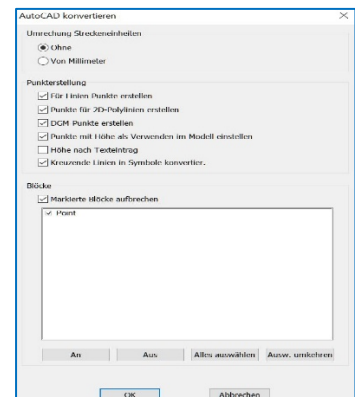 AutoCAD konvertieren
Umrechung Streckeneinheiten
Ohne
Von Millimeter
Punkterstellung
Für Linien Punkte erstellen
Punkte für 2D-Polylinien erstellen
DGM Punkte erstellen
Punkte mit Höhe als Verwenden im Modell einstellen
Höhe nach Texteintrag
Kreuzende Linien in Symbole konvertier.
Blöcke
Markierte Blöcke aufbrechen
Point
An Aus Alles auswählen Ausw. umkehren
OK Abbrechen